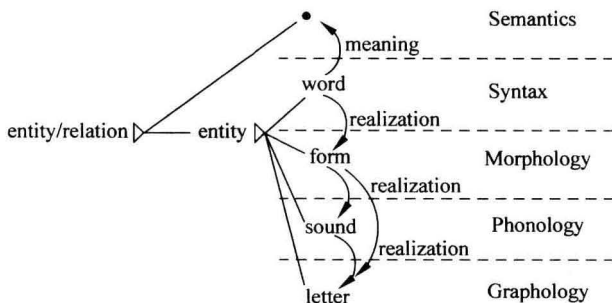 Semantics
meaning
word
Syntax
realization
entity/relation
entity
form
Morphology
realization
sound
Phonology
realization
letter
Graphology